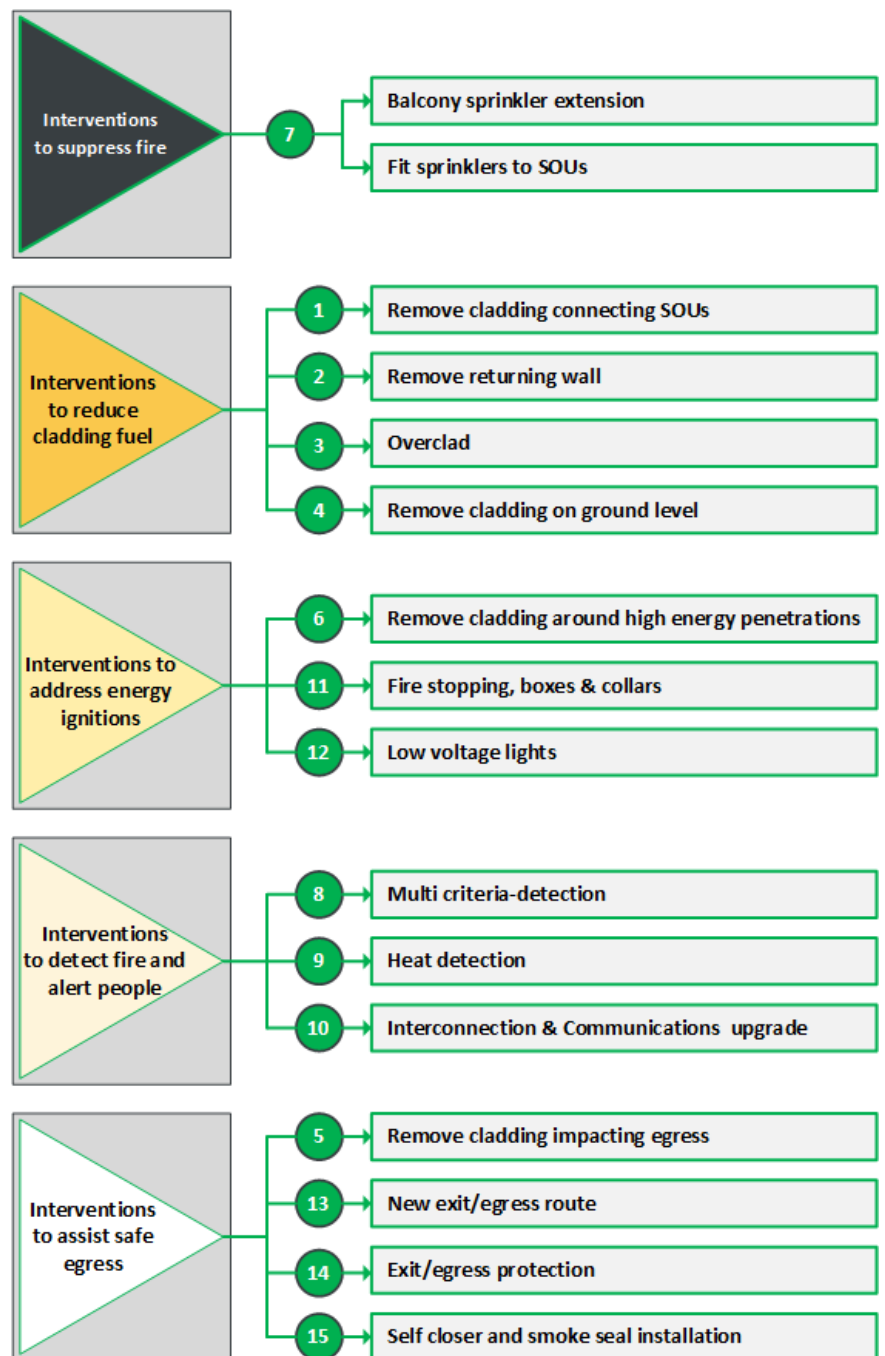 Interventions
to suppress fire
7
Balcony sprinkler extension
Fit sprinklers to SOUs
Interventions
to reduce
cladding fuel
1
Remove cladding connecting SOUs
2
Remove returning wall
3
Overclad
4
Remove cladding on ground level
Interventions to
address energy
ignitions
6
Remove cladding around high energy penetrations
11
Fire stopping, boxes & collars
12
Low voltage lights
Interventions
to detect fire and
alert people
8
Multi criteria-detection
9
Heat detection
10
Interconnection & Communications upgrade
Interventions
to assist safe
egress
5
Remove cladding impacting egress
13
New exit/egress route
14
Exit/egress protection
15
Self closer and smoke seal installation